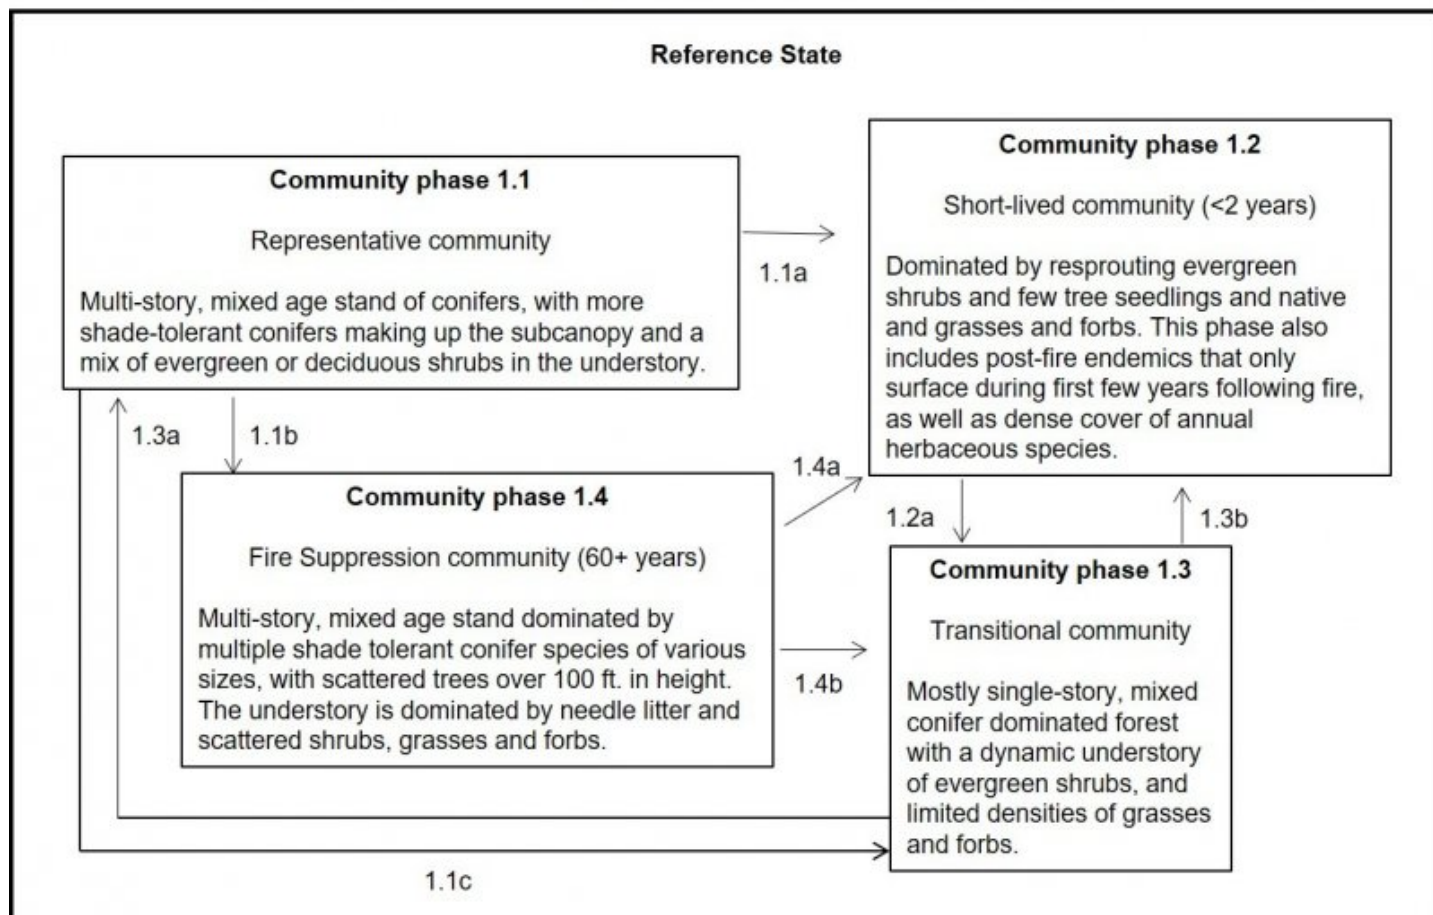 Reference State
Community phase 1.1
Representative community
Multi-story, mixed age stand of conifers, with more
shade-tolerant conifers making up the subcanopy and a
mix of evergreen or deciduous shrubs in the understory.
1.1a
Community phase 1.2
Short-lived community (<2 years)
Dominated by resprouting evergreen
shrubs and few tree seedlings and native
and grasses and forbs. This phase also
includes post-fire endemics that only
surface during first few years following fire,
as well as dense cover of annual
herbaceous species.
1.3a
1.1b
Community phase 1.4
Fire Suppression community (60+ years)
Multi-story, mixed age stand dominated by
multiple shade tolerant conifer species of various
sizes, with scattered trees over 100 ft. in height.
The understory is dominated by needle litter and
scattered shrubs, grasses and forbs.
1.4a
1.2a
1.3b
1.4b
Community phase 1.3
Transitional community
Mostly single-story, mixed
conifer dominated forest
with a dynamic understory
of evergreen shrubs, and
limited densities of grasses
and forbs.
1.1c